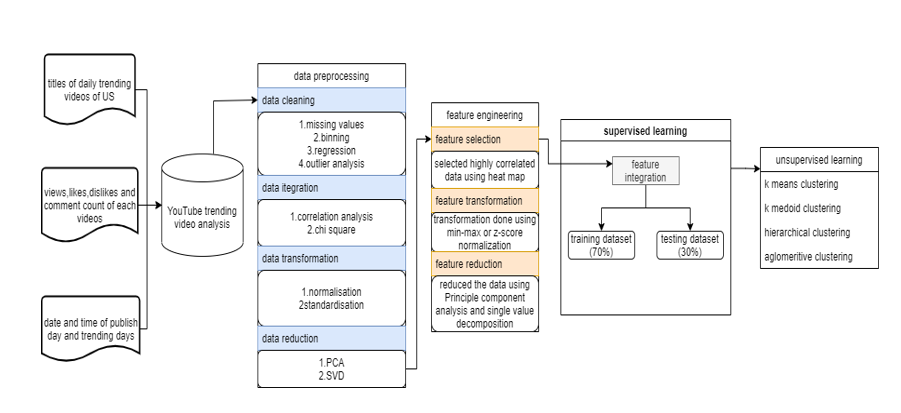 titles of daily trending
videos of US
views,likes,dislikes and
comment count of each
videos
date and time of publish
day and trending days
YouTube trending
video analysis
data preprocessing
data cleaning
1.missing values
2.binning
3.regression
4.outlier analysis
data itegration
1.correlation analysis
2.chi square
data transformation
1.normalisation
2standardisation
data reduction
1.PCA
2.SVD
feature engineering
feature selection
selected highly correlated
data using heat map
feature transformation
transformation done using
min-max or z-score
normalization
feature reduction
reduced the data using
Principle component
analysis and single value
decomposition
supervised learning
feature
integration
training dataset
(70%)
testing dataset
(30%)
unsupervised learning
k means clustering
k medoid clustering
hierarchical clustering
aglomeritive clustering